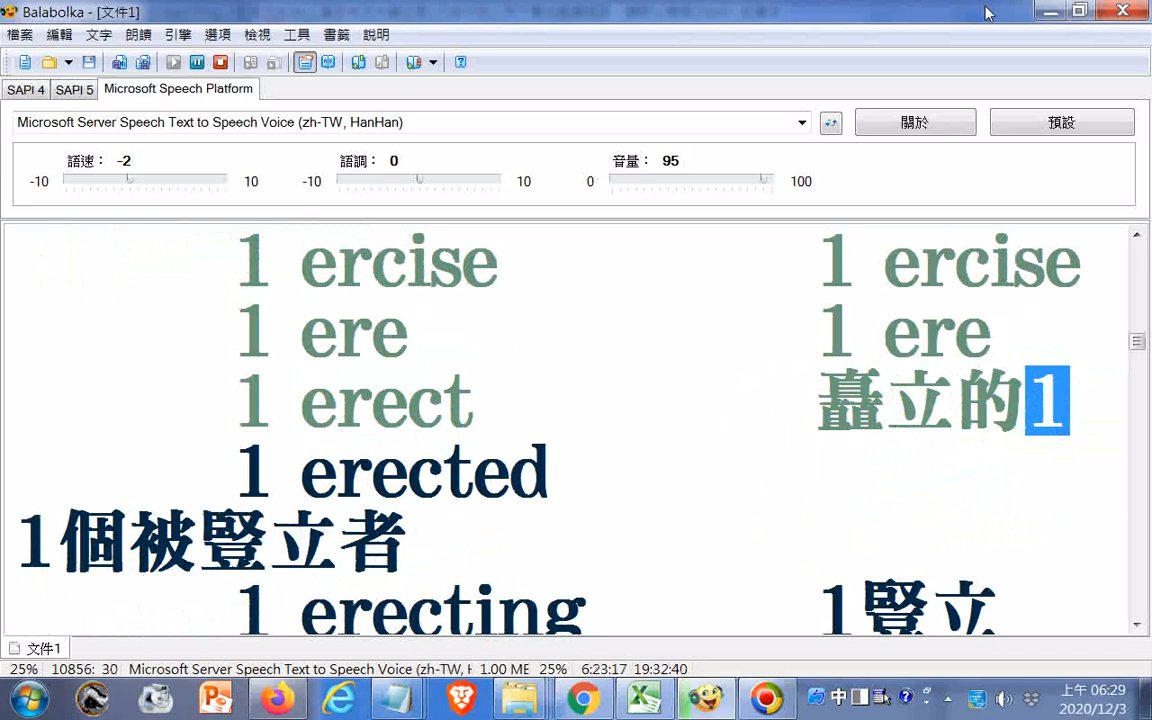 Balabolka - [文件1]
檔案 編輯 文字 朗讀 引擎 選項 檢視 工具 書籤 說明
SAPI 4 SAPI 5 Microsoft Speech Platform
Microsoft Server Speech Text to Speech Voice (zh-TW, HanHan) 關於 預設
語速： -2 語調： 0 音量： 95
-10 10 -10 10 0 100
1 ercise 1 ercise
1 ere 1 ere
1 erect 矗立的1
1 erected
1個被豎立者
1 erecting 1豎立
文件1
25% 10856: 30 Microsoft Server Speech Text to Speech Voice (zh-TW, H 1.00 ME 25% 6:23:17 19:32:40
中 上午 06:29
2020/12/3